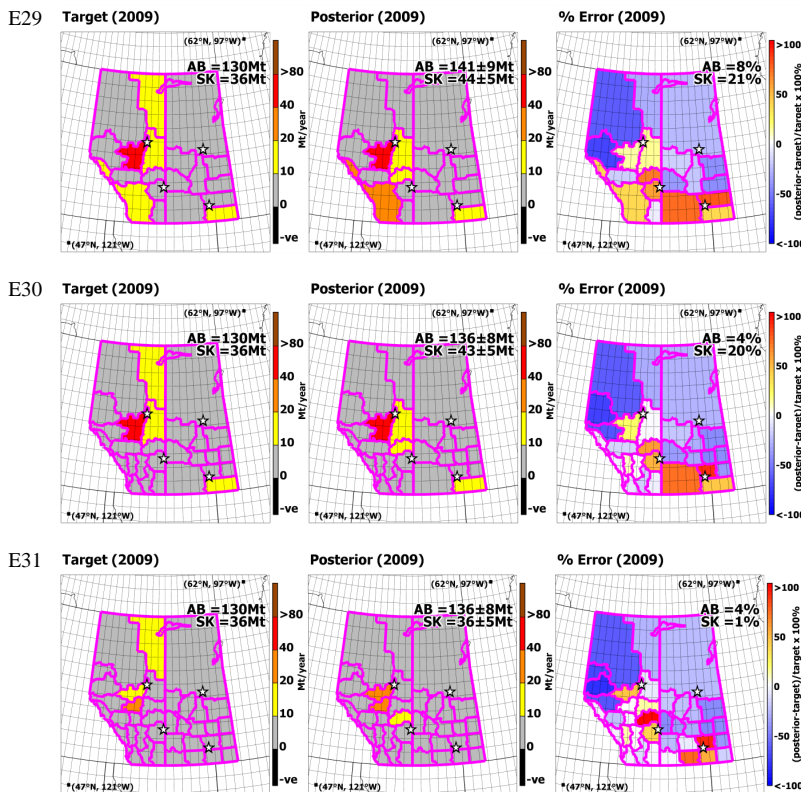 E29
Target (2009)
(62°N, 97°W)
AB =130Mt
SK =36Mt
(47°N, 121°W)
>80
40
20
10
0
-ve
Mt/year
Posterior (2009)
(62°N, 97°W)
AB =141±9Mt
SK =44±5Mt
(47°N, 121°W)
>80
40
20
10
0
-ve
Mt/year
% Error (2009)
(62°N, 97°W)
AB =8%
SK =21%
(47°N, 121°W)
>100
50
0
-50
<-100
(posterior-target)/target x 100%
E30
Target (2009)
(62°N, 97°W)
AB =130Mt
SK =36Mt
(47°N, 121°W)
>80
40
20
10
0
-ve
Mt/year
Posterior (2009)
(62°N, 97°W)
AB =136±8Mt
SK =43±5Mt
(47°N, 121°W)
>80
40
20
10
0
-ve
Mt/year
% Error (2009)
(62°N, 97°W)
AB =4%
SK =20%
(47°N, 121°W)
>100
50
0
-50
<-100
(posterior-target)/target x 100%
E31
Target (2009)
(62°N, 97°W)
AB =130Mt
SK =36Mt
(47°N, 121°W)
>80
40
20
10
0
-ve
Mt/year
Posterior (2009)
(62°N, 97°W)
AB =136±8Mt
SK =36±5Mt
(47°N, 121°W)
>80
40
20
10
0
-ve
Mt/year
% Error (2009)
(62°N, 97°W)
AB =4%
SK =1%
(47°N, 121°W)
>100
50
0
-50
<-100
(posterior-target)/target x 100%